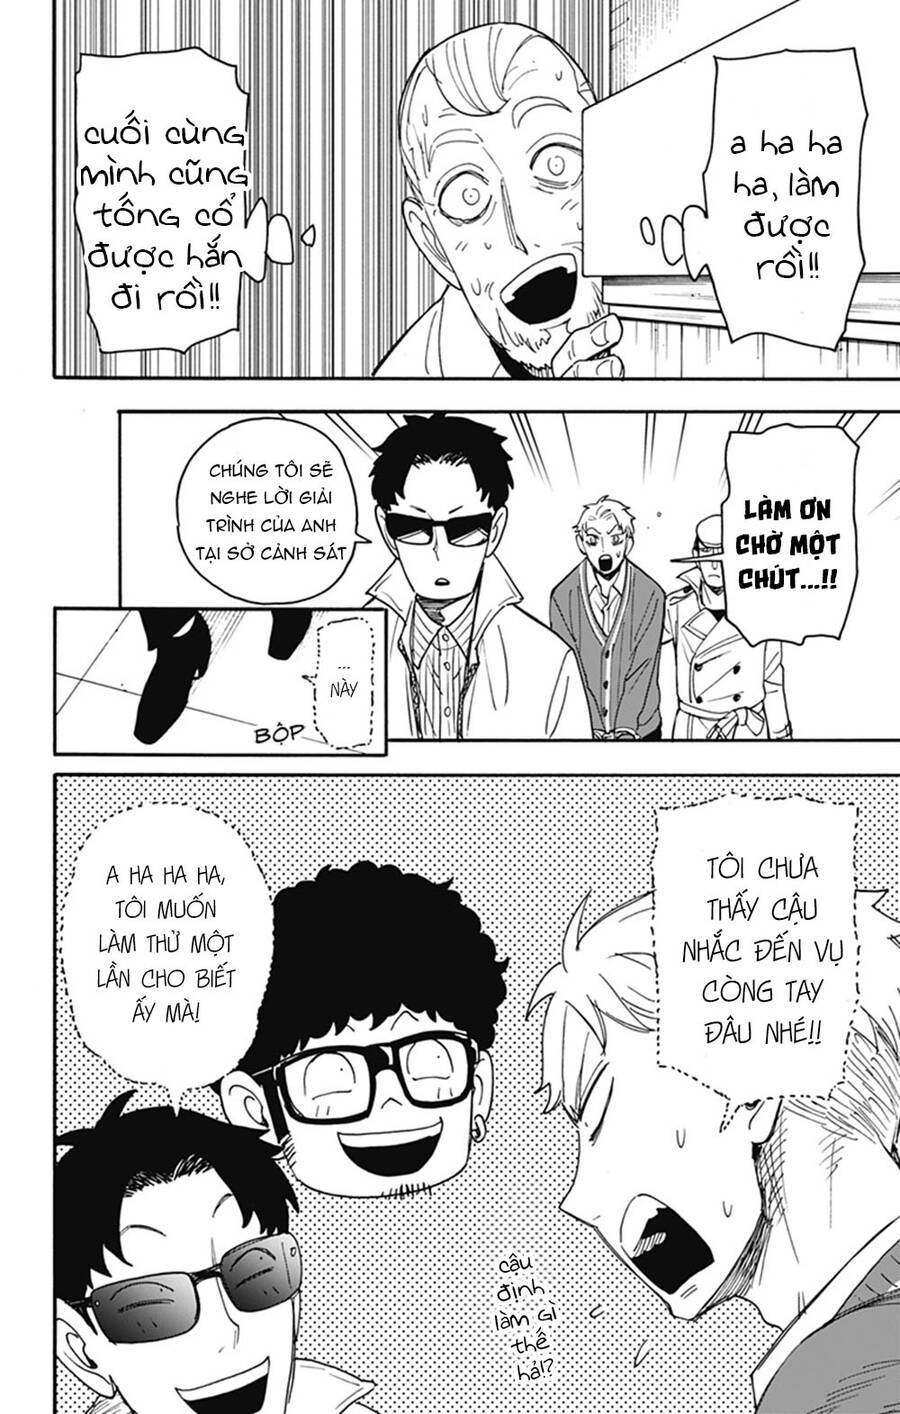 a ha ha
ha, làm
được
rồi!!
cuối cùng
mình cũng
tống cổ
được hắn
đi rồi!!
LÀM ƠN
CHỜ MỘT
CHÚT...!!
CHÚNG TÔI SẼ
NGHE LỜI GIẢI
TRÌNH CỦA ANH
TẠI SỞ CẢNH SÁT
...
NÀY
BỘP
TÔI CHƯA
THẤY CẬU
NHẮC ĐẾN VỤ
CÒNG TAY
ĐÂU NHÉ!!
A HA HA HA,
TÔI MUỐN
LÀM THỬ MỘT
LẦN CHO BIẾT
ẤY MÀ!
cậu
định
làm gì
thế
hả!?